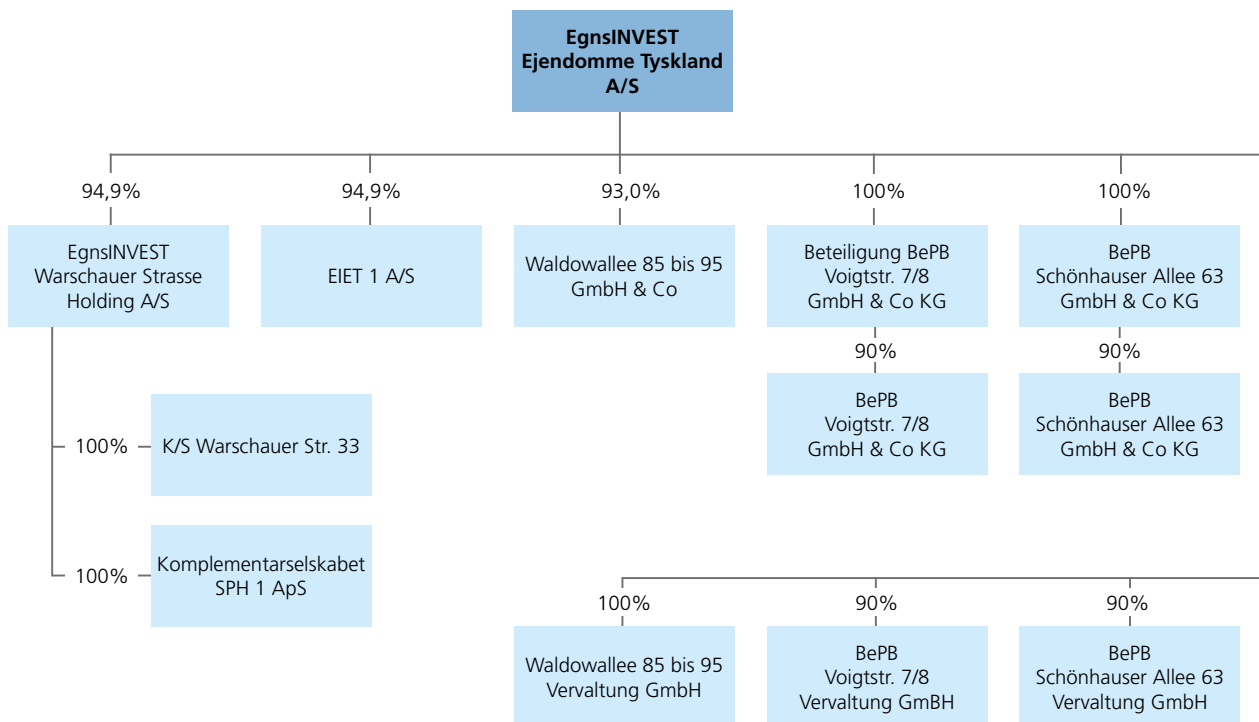 EgnsINVEST
Ejendomme Tyskland
A/S
94,9%
94,9%
93,0%
100%
100%
EgnsINVEST
Warschauer Strasse
Holding A/S
EIET 1 A/S
Waldowallee 85 bis 95
GmbH & Co
Beteiligung BePB
Voigtstr. 7/8
GmbH & Co KG
BePB
Schönhauser Allee 63
GmbH & Co KG
90%
90%
BePB
Voigtstr. 7/8
GmbH & Co KG
BePB
Schönhauser Allee 63
GmbH & Co KG
100%
K/S Warschauer Str. 33
100%
Komplementarselskabet
SPH 1 ApS
100%
90%
90%
Waldowallee 85 bis 95
Vervaltung GmbH
BePB
Voigtstr. 7/8
Vervaltung GmBH
BePB
Schönhauser Allee 63
Vervaltung GmbH